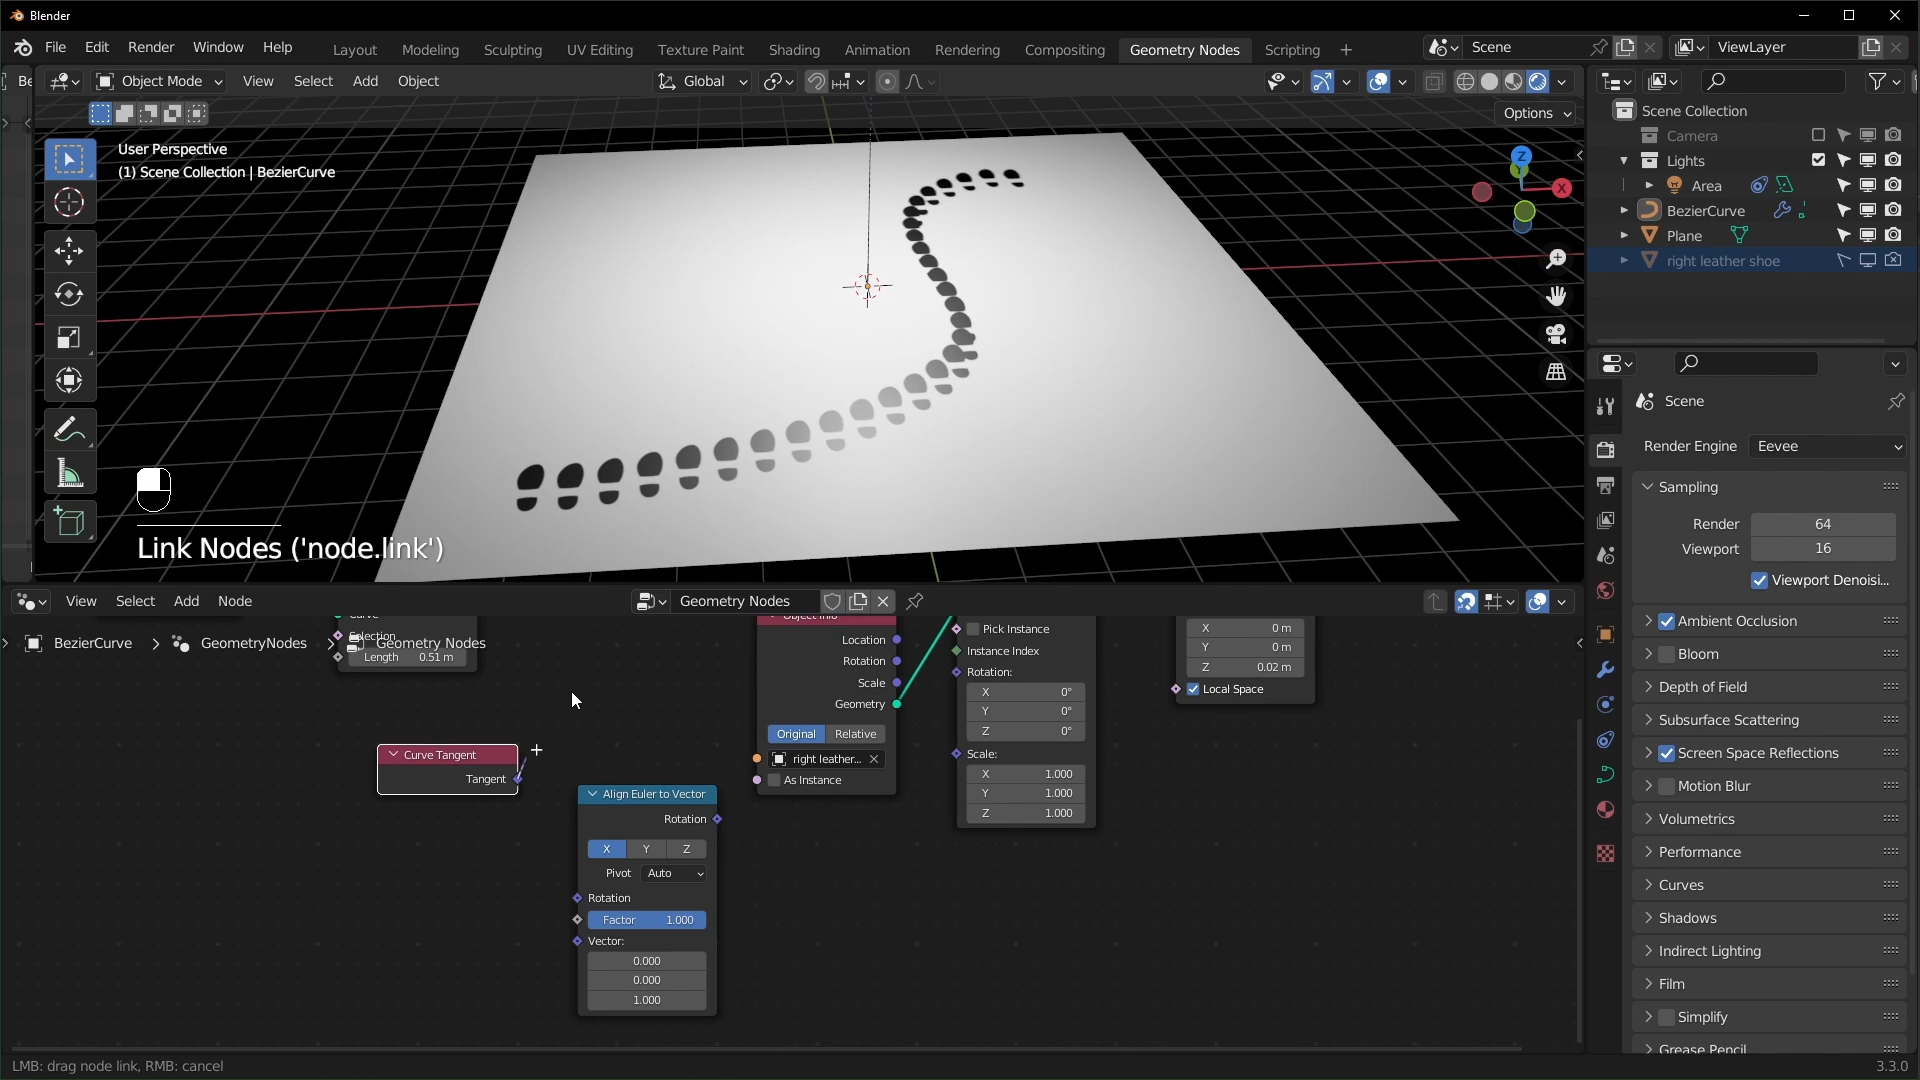 Blender
File Edit Render Window Help
Layout Modeling Sculpting UV Editing Texture Paint Shading Animation Rendering Compositing Geometry Nodes Scripting +
Scene
ViewLayer
Be
Object Mode View Select Add Object
Global
Options
User Perspective
(1) Scene Collection | BezierCurve
Z
X
Link Nodes ('node.link')
Scene Collection
Camera
Lights
Area
BezierCurve
Plane
right leather shoe
Scene
Render Engine Eevee
Sampling
Render 64
Viewport 16
Viewport Denoisi...
Ambient Occlusion
Bloom
Depth of Field
Subsurface Scattering
Screen Space Reflections
Motion Blur
Volumetrics
Performance
Curves
Shadows
Indirect Lighting
Film
Simplify
Grease Pencil
View Select Add Node
Geometry Nodes
BezierCurve > GeometryNodes > Geometry Nodes
Curve
Selection
Length 0.51 m
Curve Tangent
Tangent
Align Euler to Vector
Rotation
X Y Z
Pivot Auto
Rotation
Factor 1.000
Vector:
0.000
0.000
1.000
Object Info
Location
Rotation
Scale
Geometry
Original Relative
right leather...
As Instance
Pick Instance
Instance Index
Rotation:
X 0°
Y 0°
Z 0°
Scale:
X 1.000
Y 1.000
Z 1.000
X 0 m
Y 0 m
Z 0.02 m
Local Space
LMB: drag node link, RMB: cancel
3.3.0